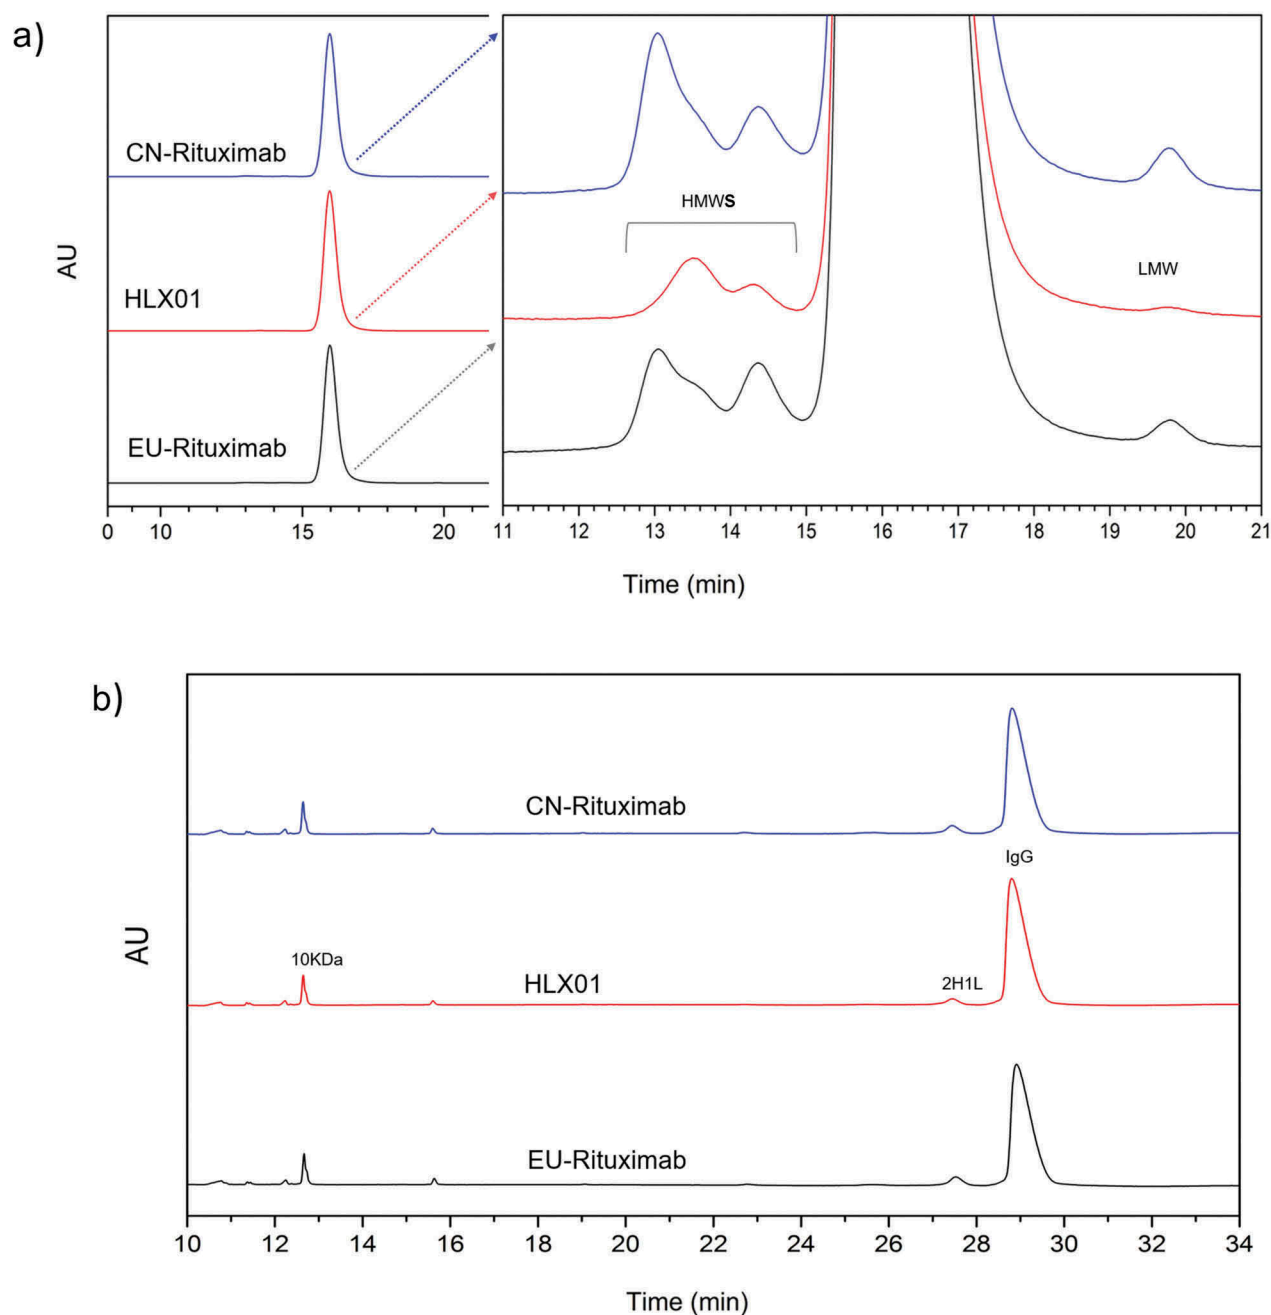 a)
CN-Rituximab
HLX01
EU-Rituximab
AU
HMWS
LMW
0 10 15 20
11 12 13 14 15 16 17 18 19 20 21
Time (min)
b)
CN-Rituximab
IgG
10KDa
HLX01
2H1L
EU-Rituximab
AU
10 12 14 16 18 20 22 24 26 28 30 32 34
Time (min)